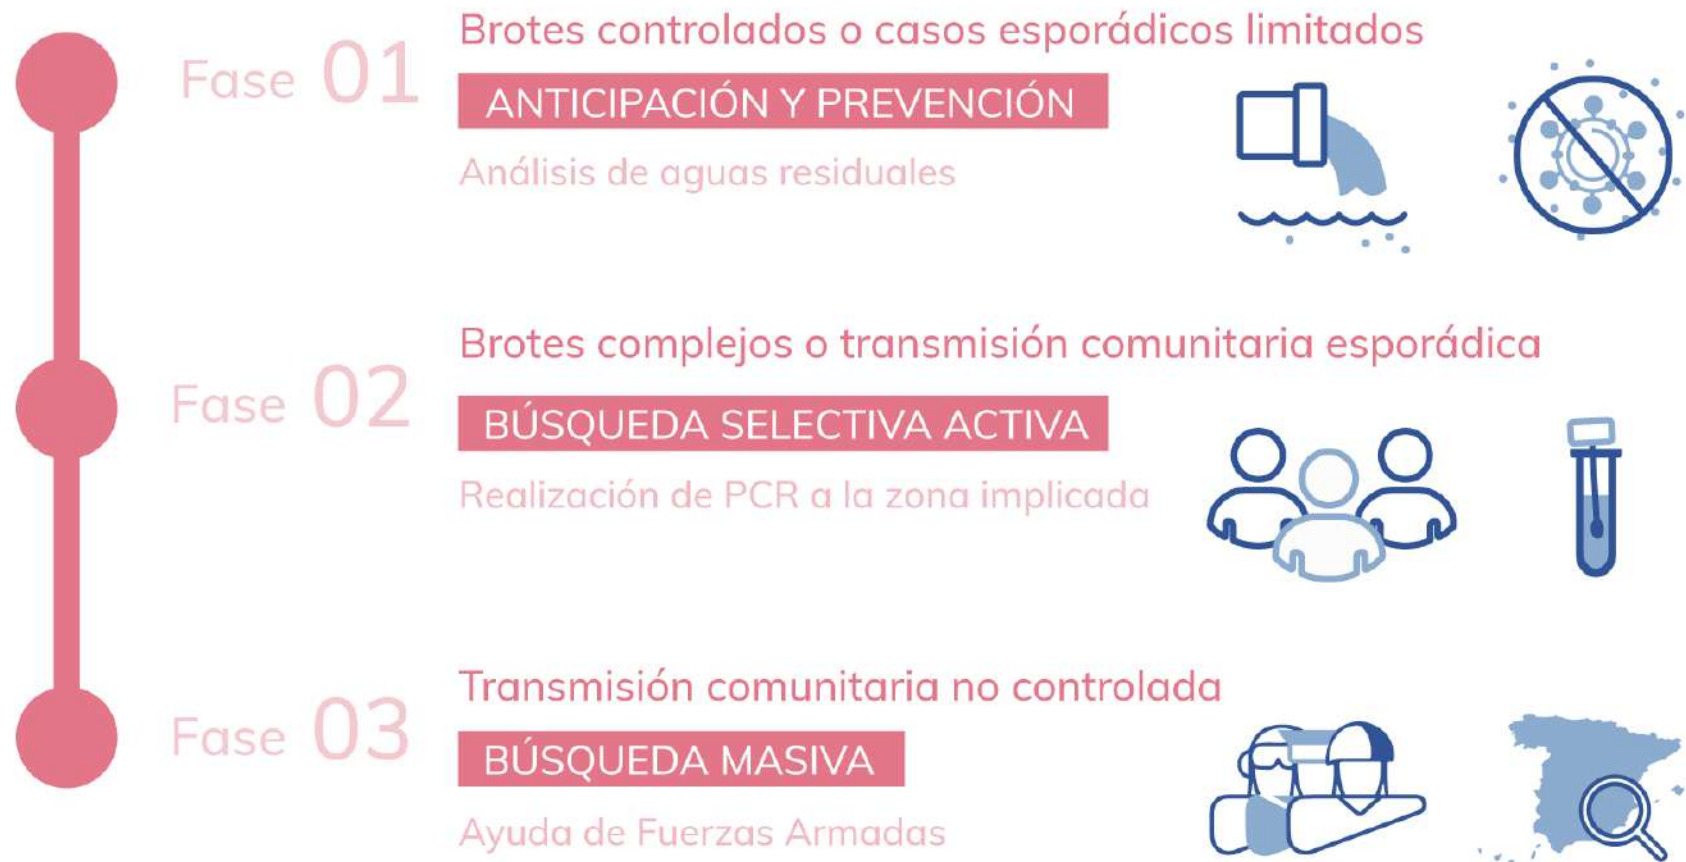 Brotes controlados o casos esporádicos limitados
Fase 01
ANTICIPACIÓN Y PREVENCIÓN
Análisis de aguas residuales
Brotes complejos o transmisión comunitaria esporádica
Fase 02
BÚSQUEDA SELECTIVA ACTIVA
Realización de PCR a la zona implicada
Transmisión comunitaria no controlada
Fase 03
BÚSQUEDA MASIVA
Ayuda de Fuerzas Armadas